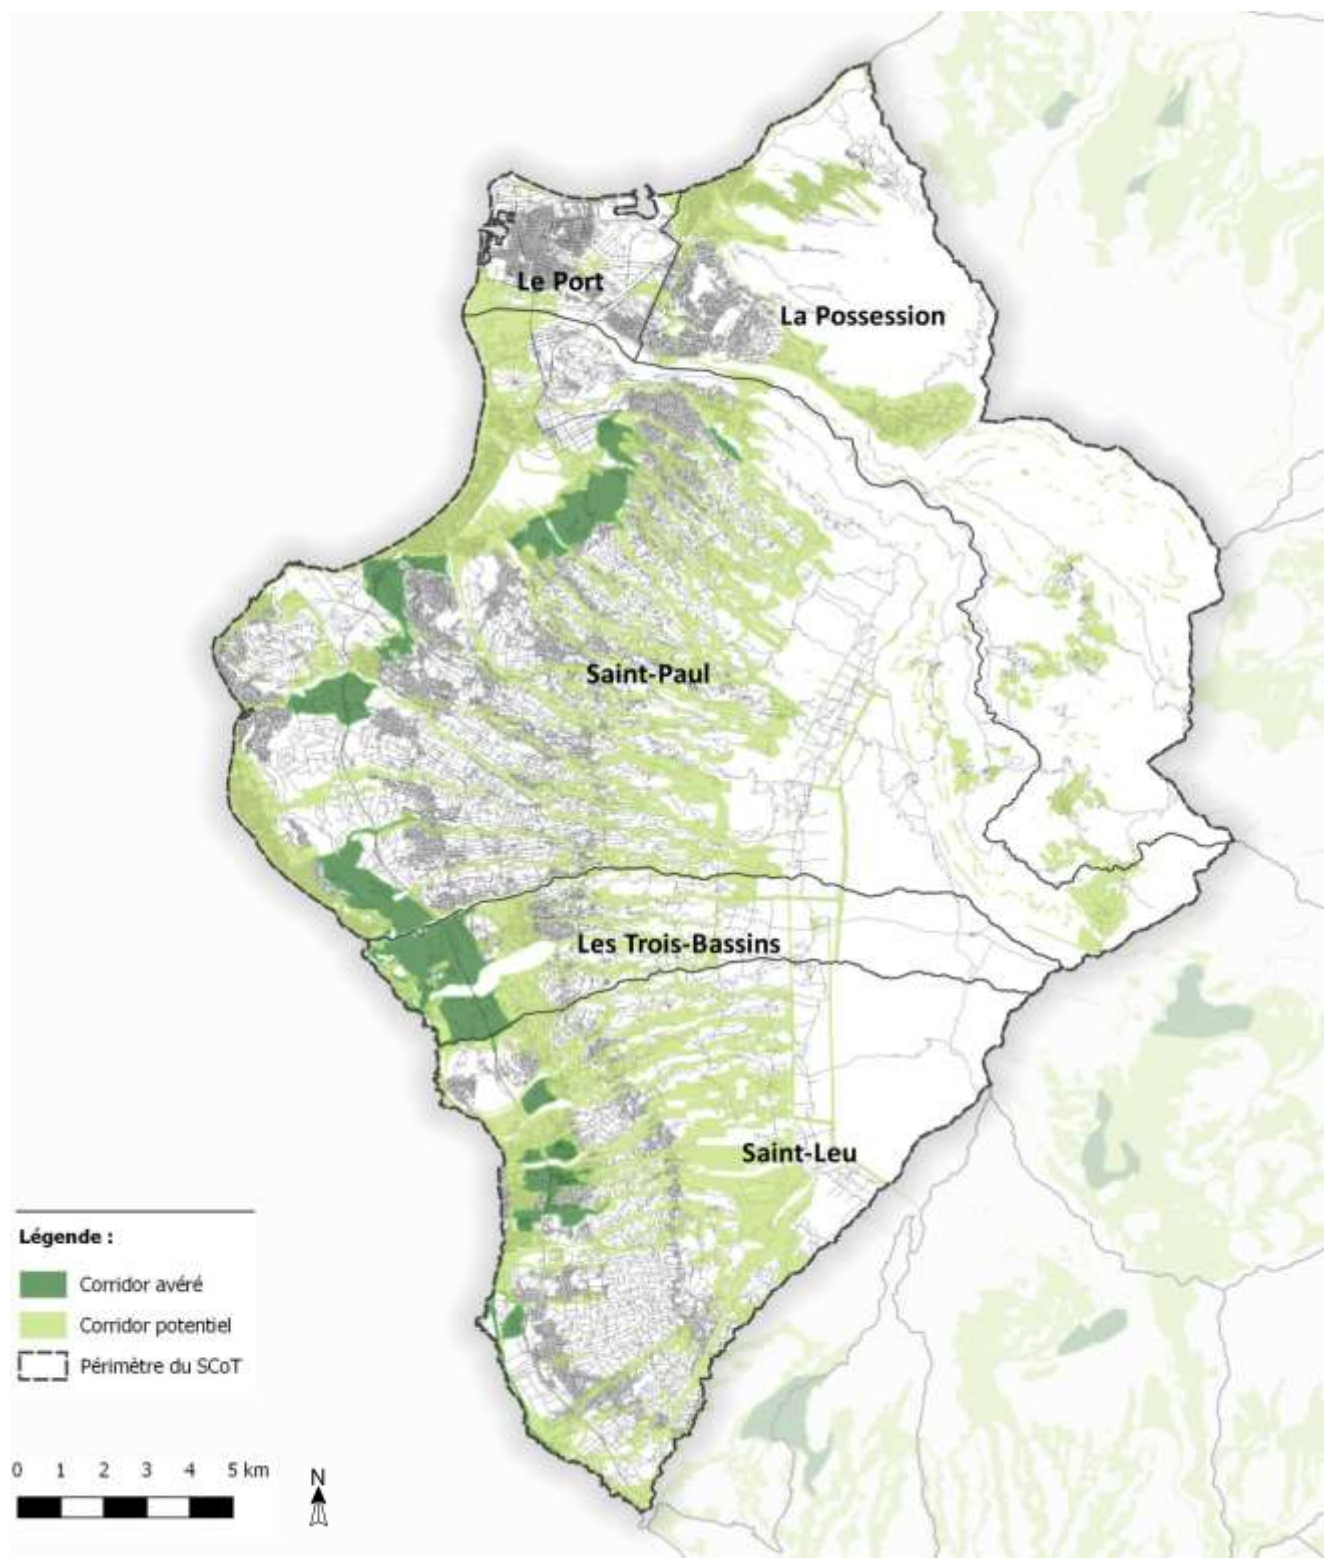 Le Port
La Possession
Saint-Paul
Les Trois-Bassins
Saint-Leu
Légende :
Corridor avéré
Corridor potentiel
Périmètre du SCoT
0 1 2 3 4 5 km
N